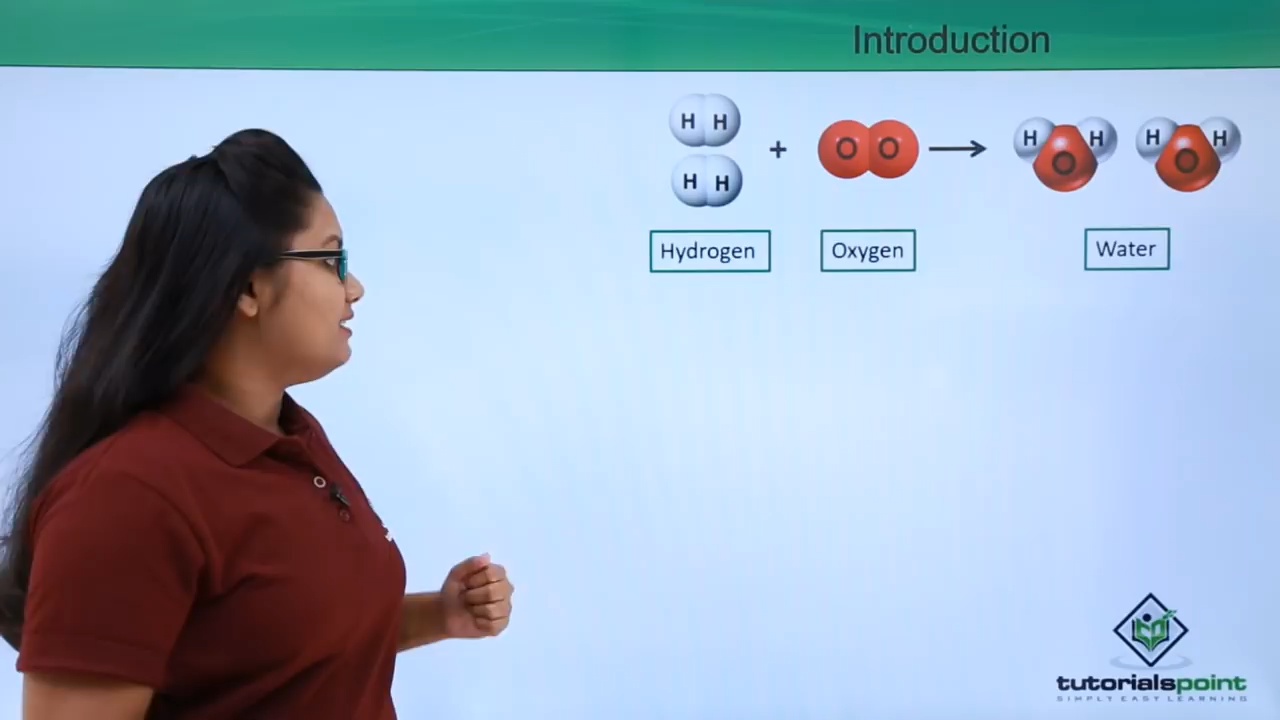 Introduction
H H
H H
+
O O
H H
O
H H
O
Hydrogen
Oxygen
Water
tutorialspoint
SIMPLY EASY LEARNING